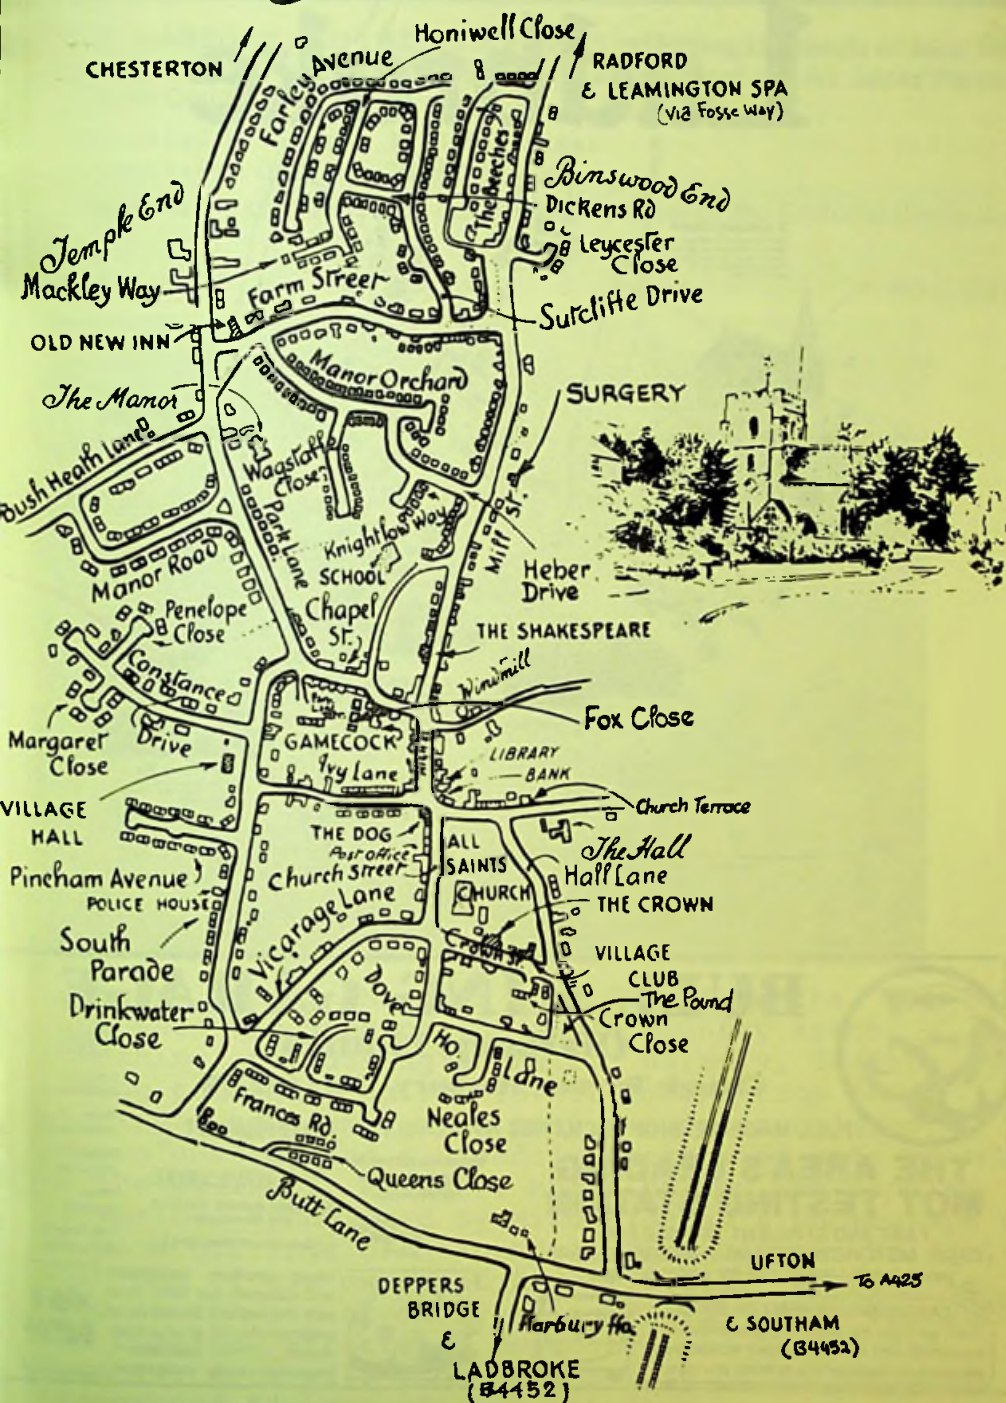 Honiwell Close
CHESTERTON
Farley Avenue
RADFORD
& LEAMINGTON SPA
(Via Fosse Way)
The Beeches
Binswood End
Dickens Rd
Temple End
Leycester
Close
Mackley Way
Farm Street
Sutcliffe Drive
OLD NEW INN
Manor Orchard
The Manor
SURGERY
Bush Heath Lane
Wagstaff
Close
Park Lane
Knightlow Way
Mill St.
SCHOOL
Heber
Drive
Manor Road
Penelope
Close
Chapel
St.
THE SHAKESPEARE
Constance
Drive
Windmill
Fox Close
Margaret
Close
GAMECOCK
Ivy Lane
LIBRARY
BANK
VILLAGE
HALL
Church Terrace
THE DOG
Post office
Church Street
ALL
SAINTS
CHURCH
The Hall
Hall Lane
Pincham Avenue
POLICE HOUSE
Vicarage Lane
THE CROWN
South
Parade
Crown St.
VILLAGE
CLUB
Dove
Ho.
Lane
The Pound
Crown
Close
Drinkwater
Close
Frances Rd.
Neales
Close
Queens Close
Butt Lane
UFTON
To A425
DEPPERS
BRIDGE
&
LADBROKE
(B4452)
Harbury Ho.
& SOUTHAM
(B4452)
THE AREA'S
MOT TESTING